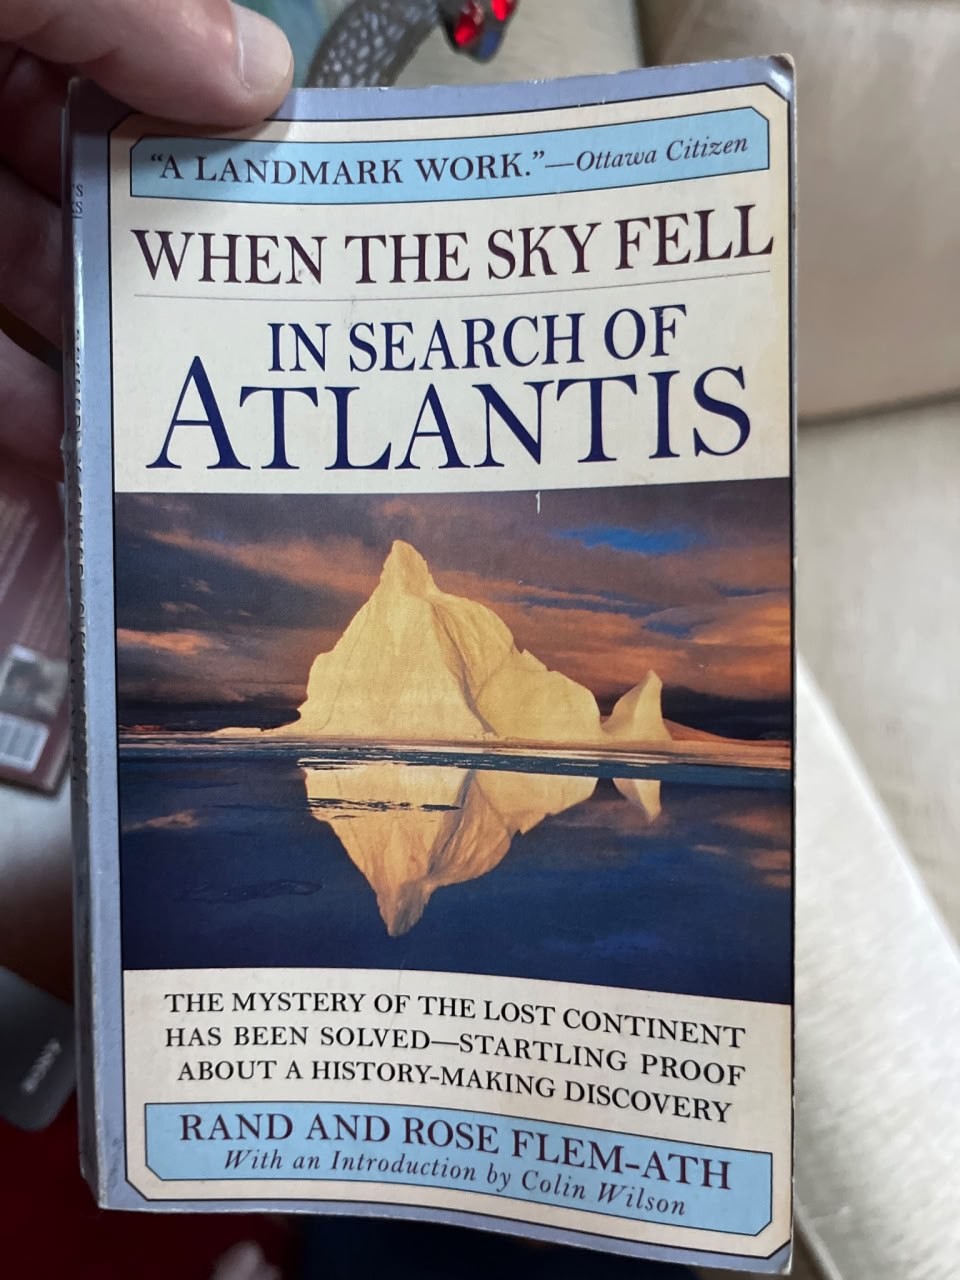 “A LANDMARK WORK.”—Ottawa Citizen
WHEN THE SKY FELL
IN SEARCH OF
ATLANTIS
THE MYSTERY OF THE LOST CONTINENT
HAS BEEN SOLVED—STARTLING PROOF
ABOUT A HISTORY-MAKING DISCOVERY
RAND AND ROSE FLEM-ATH
With an Introduction by Colin Wilson